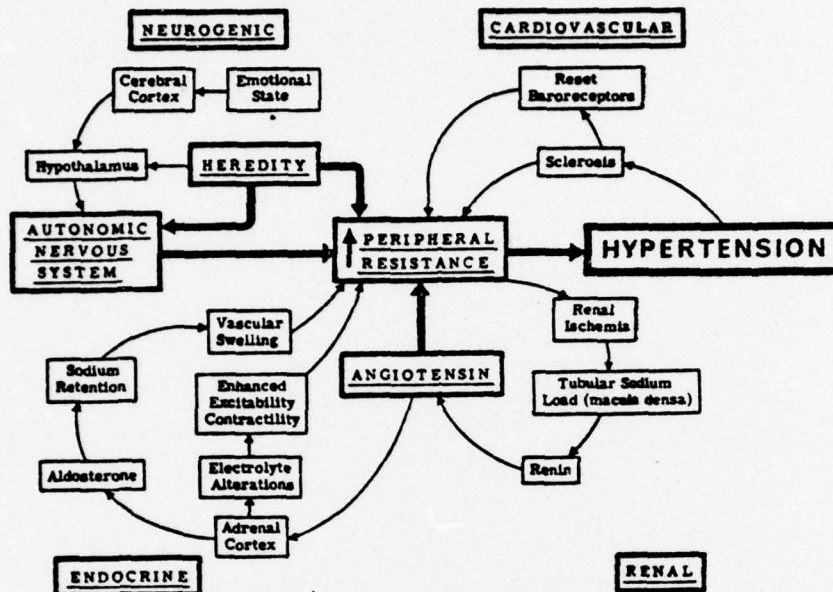 NEUROGENIC
CARDIOVASCULAR
Cerebral
Cortex
Emotional
State
Reset
Baroreceptors
Hypothalamus
HEREDITY
Sclerosis
AUTONOMIC
NERVOUS
SYSTEM
↑ PERIPHERAL
RESISTANCE
HYPERTENSION
Vascular
Swelling
Renal
Ischemia
Sodium
Retention
Enhanced
Excitability
Contractility
ANGIOTENSIN
Tubular Sodium
Load (macula densa)
Aldosterone
Electrolyte
Alterations
Renin
Adrenal
Cortex
ENDOCRINE
RENAL